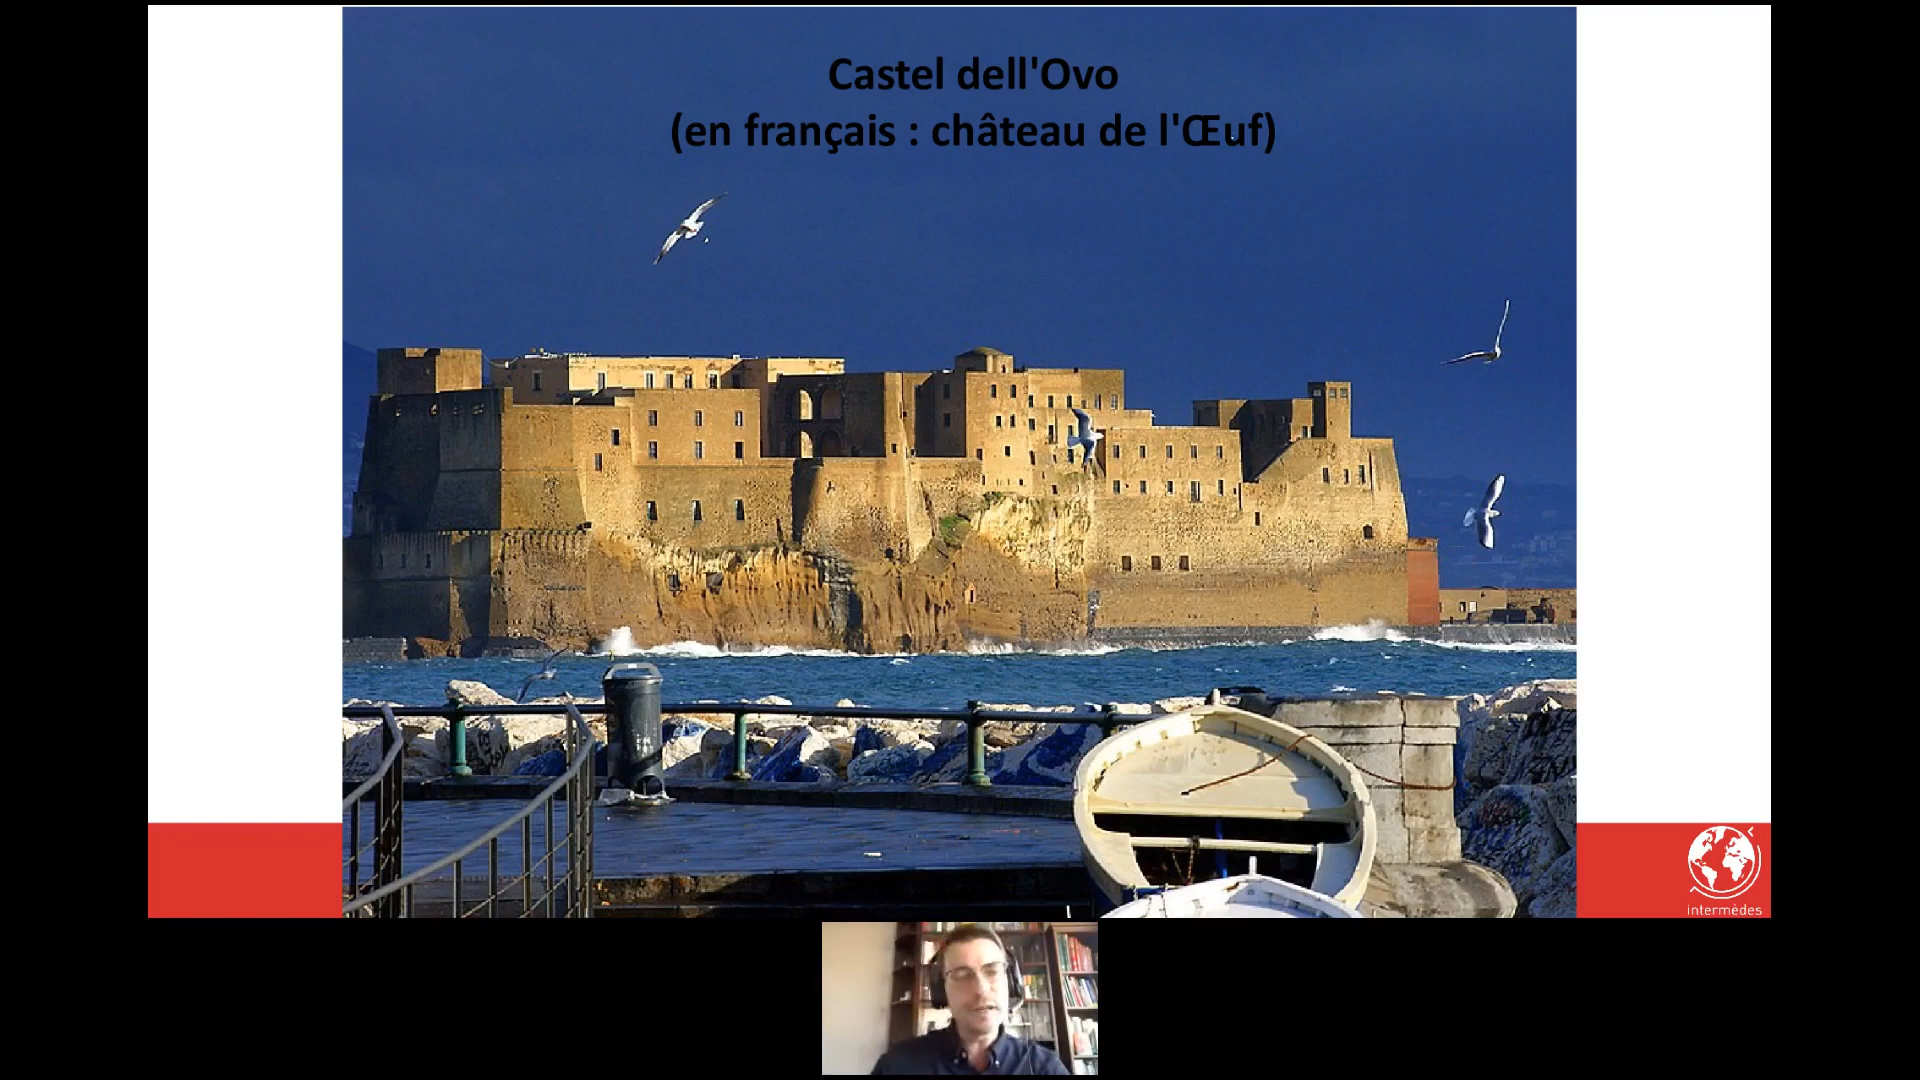 Castel dell'Ovo
(en français : château de l'Œuf)
intermèdes